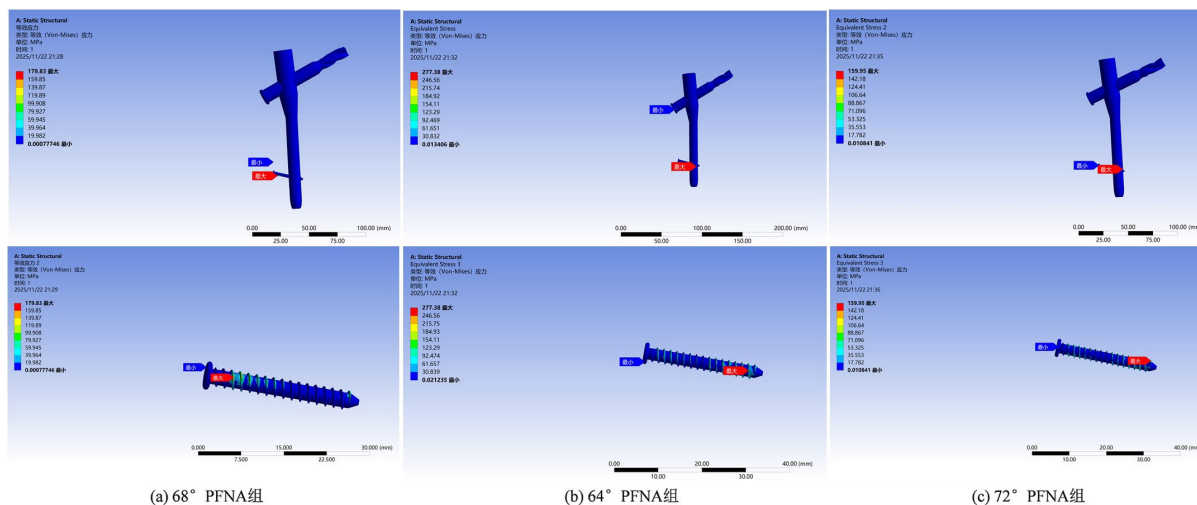 A: Static Structural
等效应力
类型: 等效 (Von-Mises) 应力
单位: MPa
时间: 1
2025/11/22 21:28
179.83 最大
159.85
139.87
119.89
99.908
79.927
59.945
39.964
19.982
0.00077746 最小
最小
最大
0.00
50.00
100.00 (mm)
25.00
75.00
A: Static Structural
Equivalent Stress
类型: 等效 (Von-Mises) 应力
单位: MPa
时间: 1
2025/11/22 21:32
277.38 最大
246.56
215.74
184.92
154.11
123.29
92.469
61.651
30.832
0.013406 最小
最小
最大
0.00
100.00
200.00 (mm)
50.00
150.00
A: Static Structural
Equivalent Stress 2
类型: 等效 (Von-Mises) 应力
单位: MPa
时间: 1
2025/11/22 21:35
159.95 最大
142.18
124.41
106.64
88.867
71.096
53.325
35.553
17.782
0.010841 最小
最小
最大
0.00
50.00
100.00 (mm)
25.00
75.00
A: Static Structural
等效应力 2
类型: 等效 (Von-Mises) 应力
单位: MPa
时间: 1
2025/11/22 21:29
179.83 最大
159.85
139.87
119.89
99.908
79.927
59.945
39.964
19.982
0.00077746 最小
最小
最大
0.000
15.000
30.000 (mm)
7.500
22.500
A: Static Structural
Equivalent Stress 3
类型: 等效 (Von-Mises) 应力
单位: MPa
时间: 1
2025/11/22 21:32
277.38 最大
246.56
215.75
184.93
154.11
123.29
92.474
61.657
30.839
0.021235 最小
最小
最大
0.00
20.00
40.00 (mm)
10.00
30.00
A: Static Structural
Equivalent Stress 3
类型: 等效 (Von-Mises) 应力
单位: MPa
时间: 1
2025/11/22 21:36
159.95 最大
142.18
124.41
106.64
88.867
71.096
53.325
35.553
17.782
0.010841 最小
最小
最大
0.00
20.00
40.00 (mm)
10.00
30.00
(a) 68° PFNA组
(b) 64° PFNA组
(c) 72° PFNA组